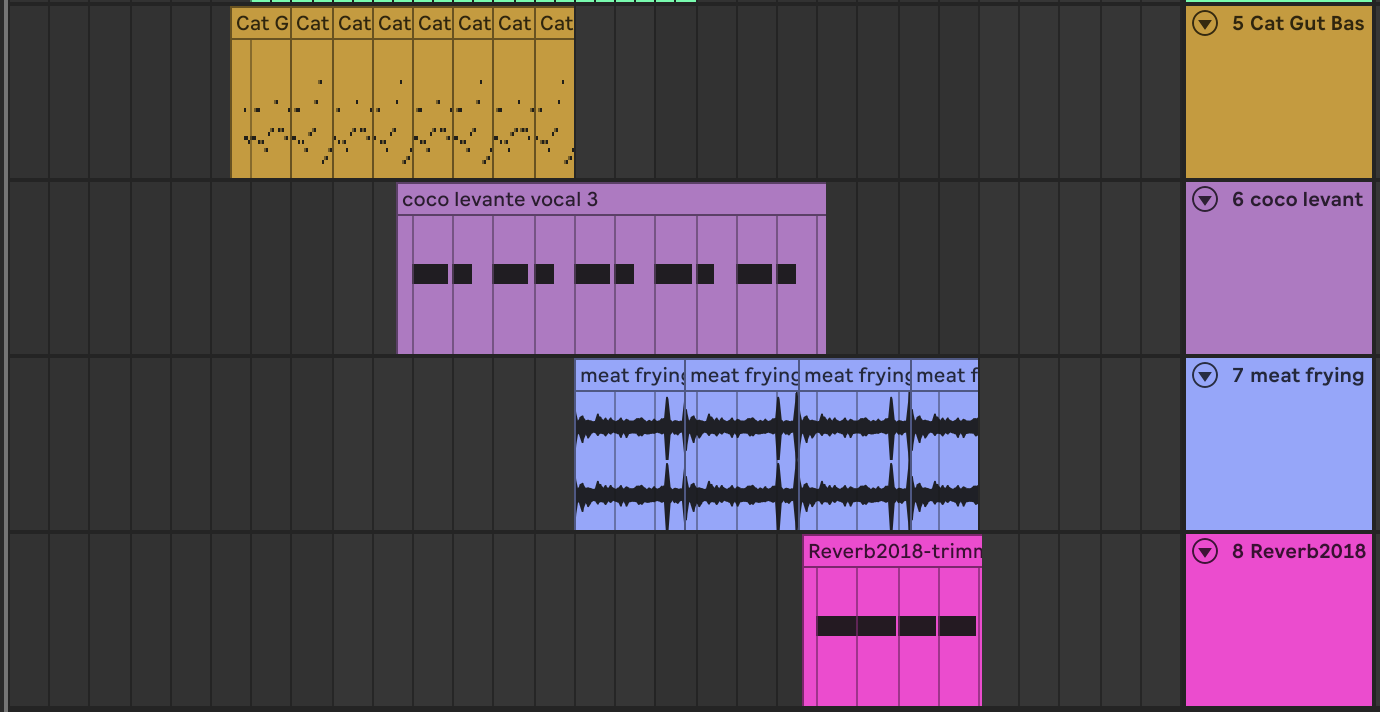 Cat G Cat Cat Cat Cat Cat Cat Cat
5 Cat Gut Bas
coco levante vocal 3
6 coco levant
meat frying meat frying meat frying meat f
7 meat frying
Reverb2018-trimm
8 Reverb2018